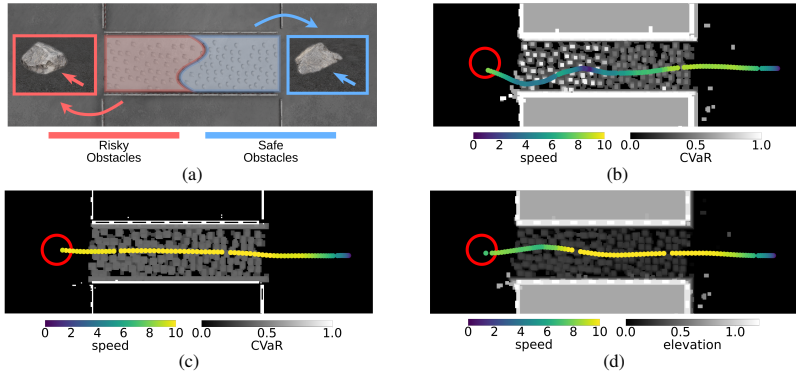 Risky
Obstacles
Safe
Obstacles
(a)
0 2 4 6 8 10 0.0 0.5 1.0
speed CVaR
(b)
0 2 4 6 8 10 0.0 0.5 1.0
speed CVaR
(c)
0 2 4 6 8 10 0.0 0.5 1.0
speed elevation
(d)